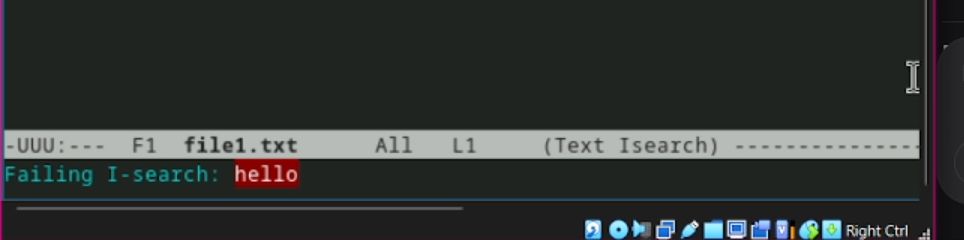 -UUU:---  F1  file1.txt      All   L1     (Text Isearch) ----------------
Failing I-search: hello
Right Ctrl